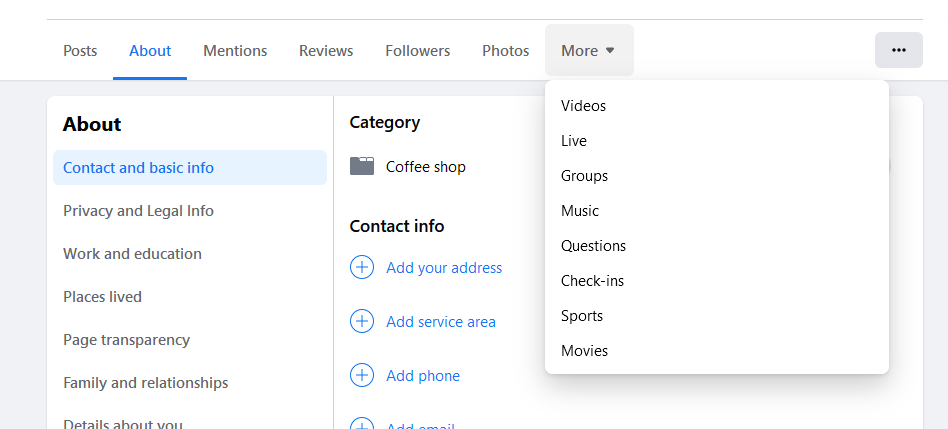 Posts About Mentions Reviews Followers Photos More
About
Contact and basic info
Privacy and Legal Info
Work and education
Places lived
Page transparency
Family and relationships
Details about you
Category
Coffee shop
Contact info
Add your address
Add service area
Add phone
Add email
Videos
Live
Groups
Music
Questions
Check-ins
Sports
Movies